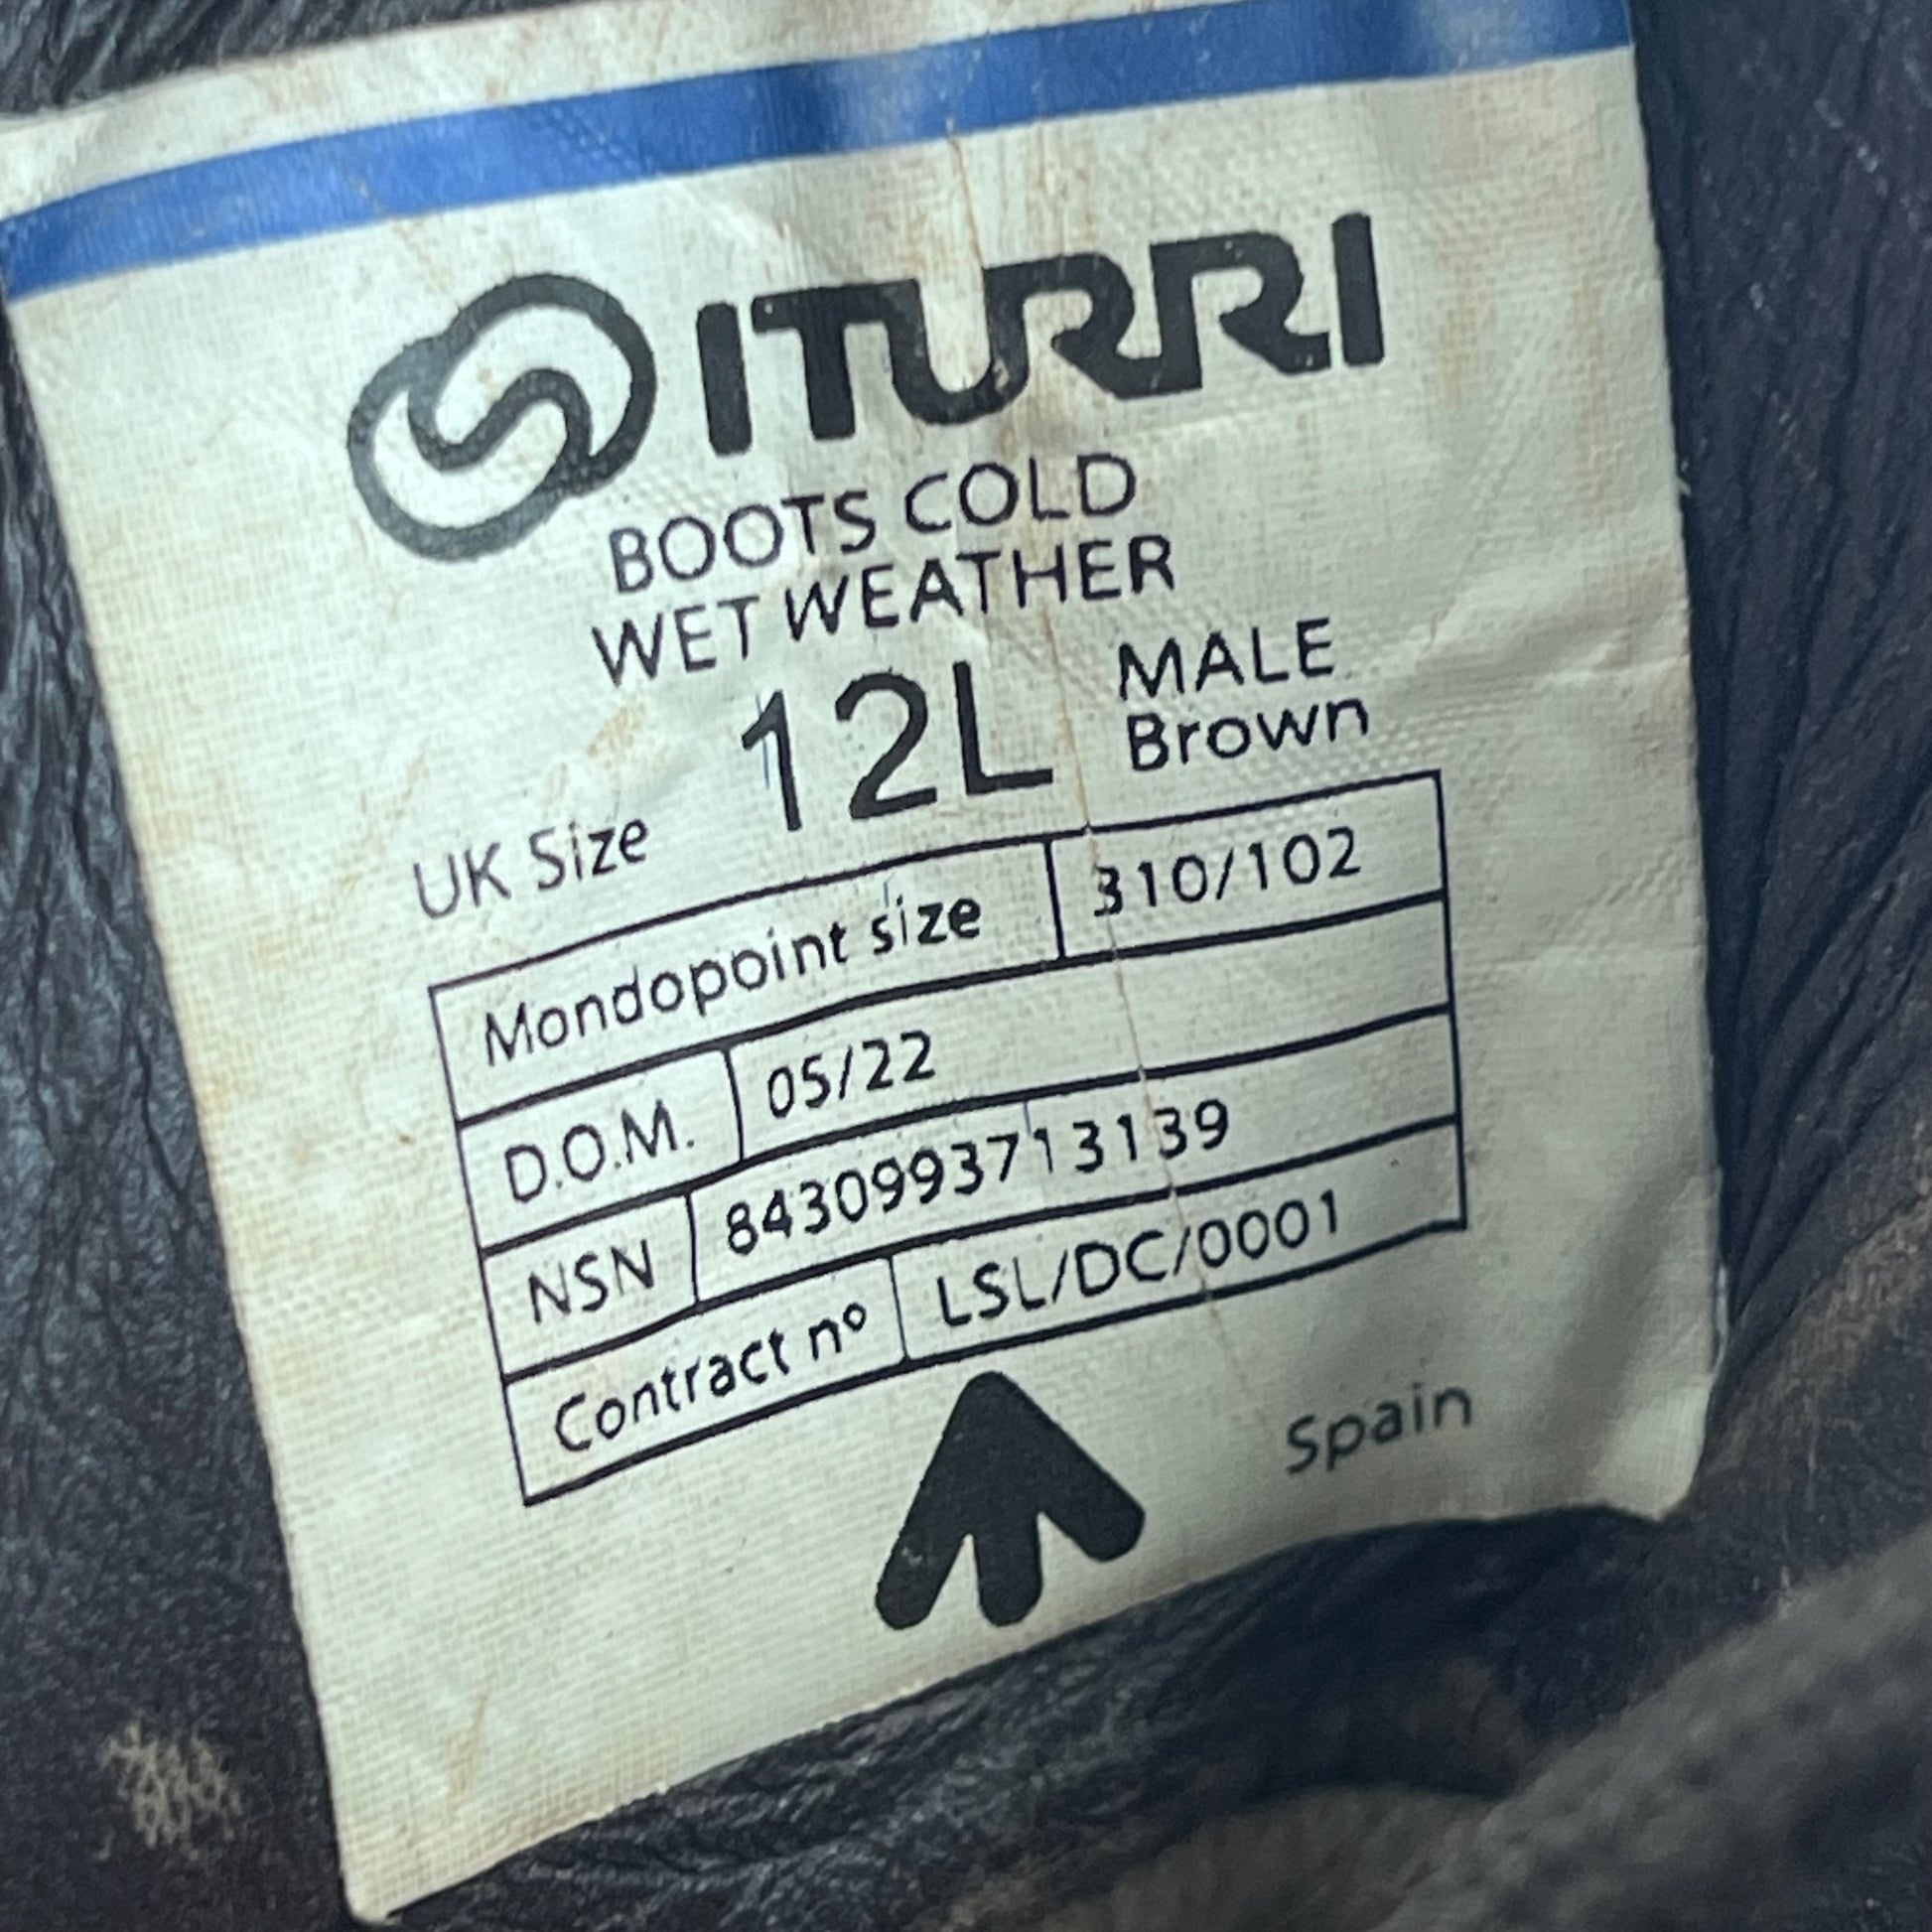 ITURRI
BOOTS COLD
WET WEATHER
UK Size 12L MALE
Brown
Mondopoint size 310/102
D.O.M. 05/22
NSN 8430993713139
Contract nº LSL/DC/0001
Spain